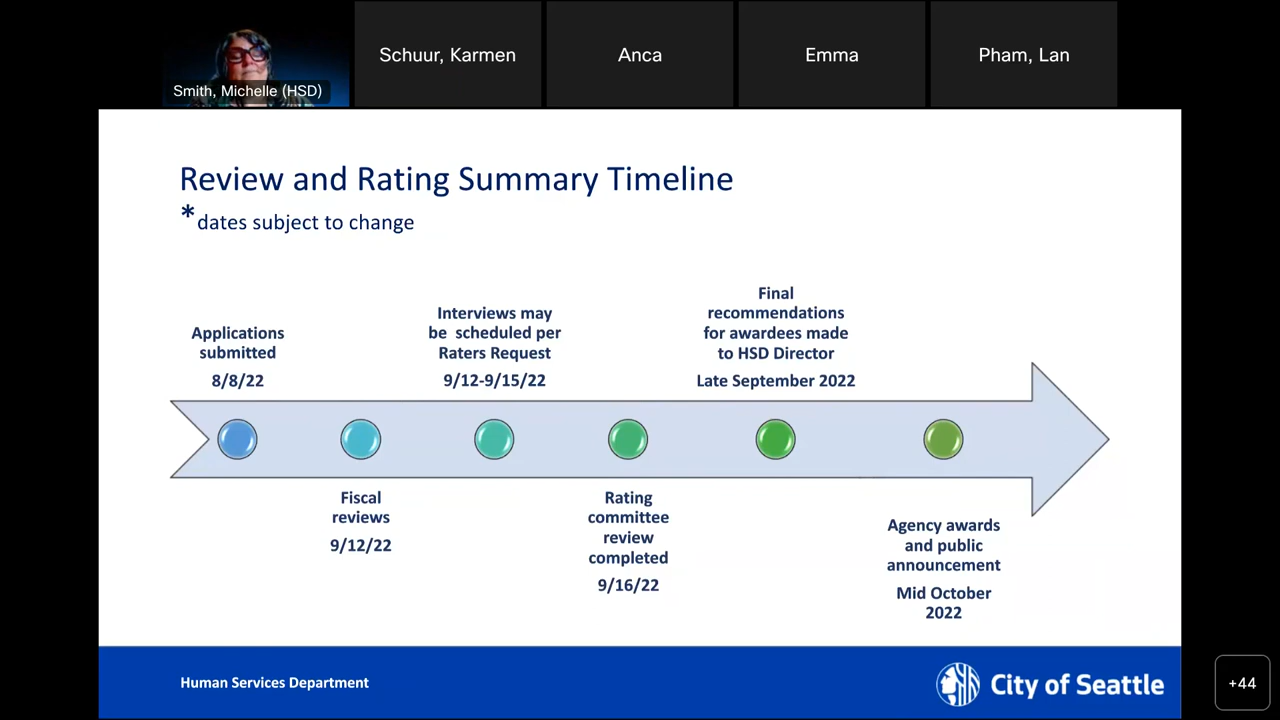 Smith, Michelle (HSD)
Schuur, Karmen
Anca
Emma
Pham, Lan
Review and Rating Summary Timeline
*dates subject to change
Applications
submitted
8/8/22
Interviews may
be scheduled per
Raters Request
9/12-9/15/22
Final
recommendations
for awardees made
to HSD Director
Late September 2022
Fiscal
reviews
9/12/22
Rating
committee
review
completed
9/16/22
Agency awards
and public
announcement
Mid October
2022
Human Services Department
City of Seattle
+44